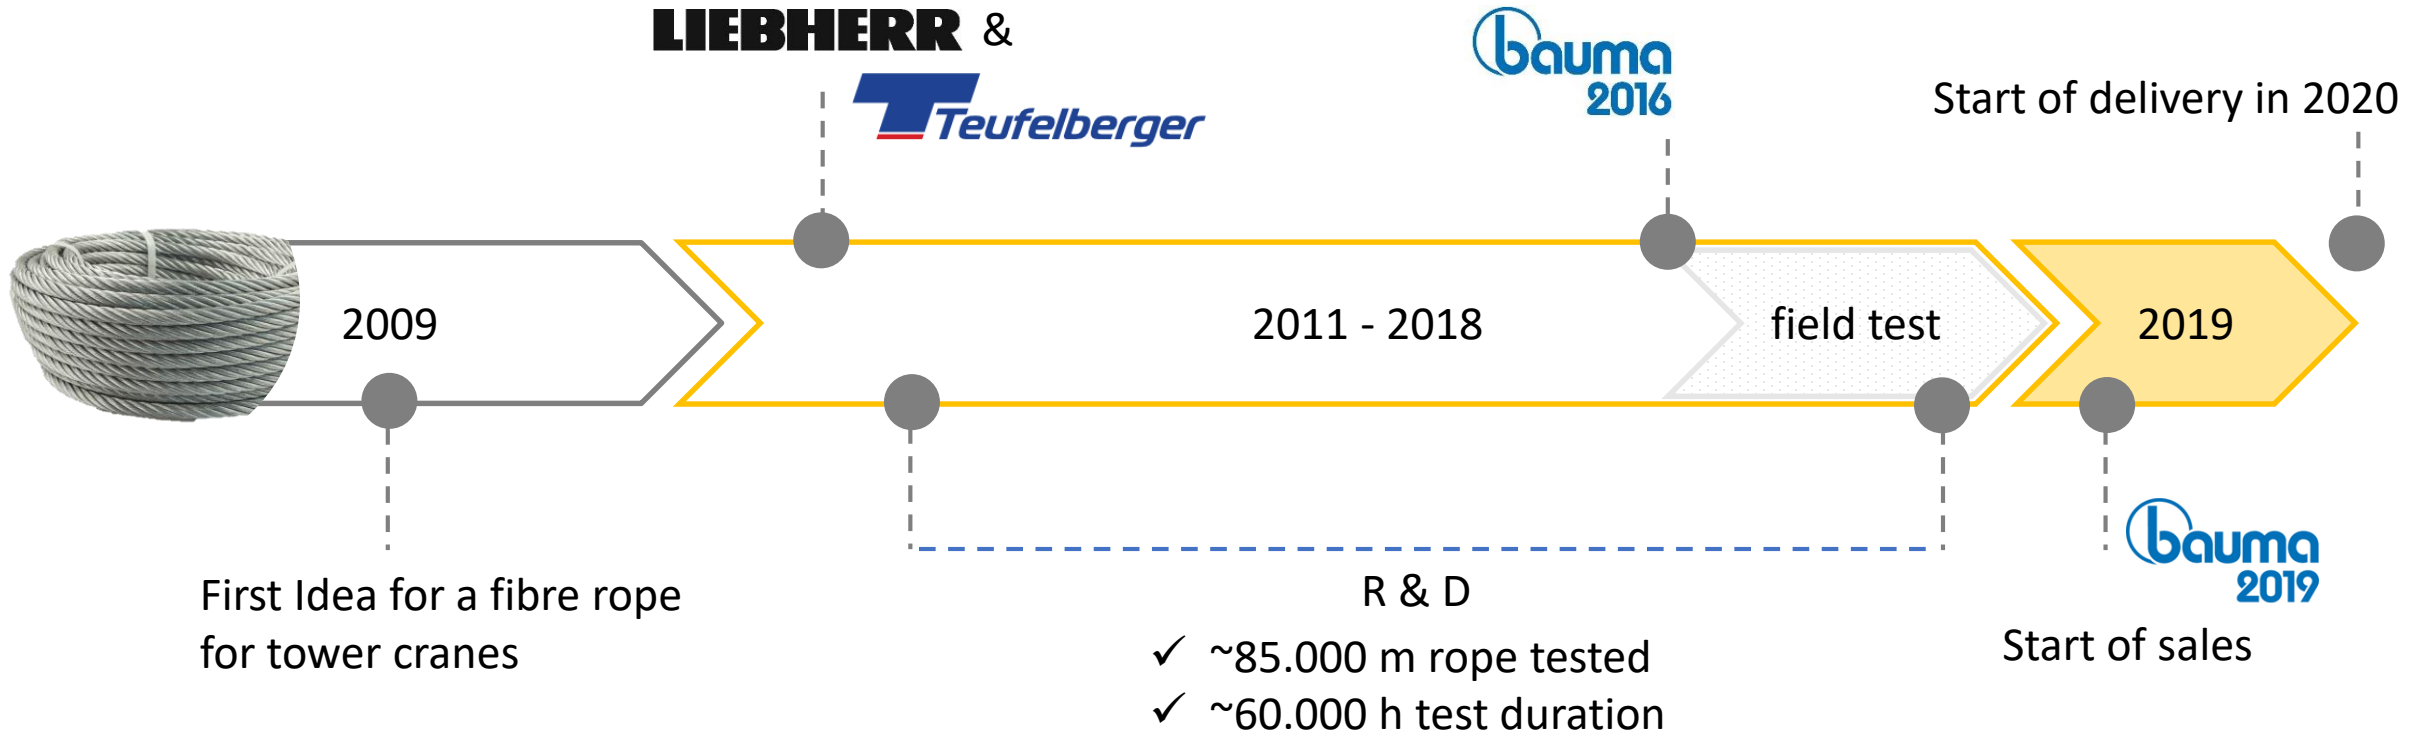 LIEBHERR &
Teufelberger
bauma
2016
Start of delivery in 2020
2009
2011 - 2018
field test
2019
First Idea for a fibre rope
for tower cranes
R & D
✓ ~85.000 m rope tested
✓ ~60.000 h test duration
bauma
2019
Start of sales